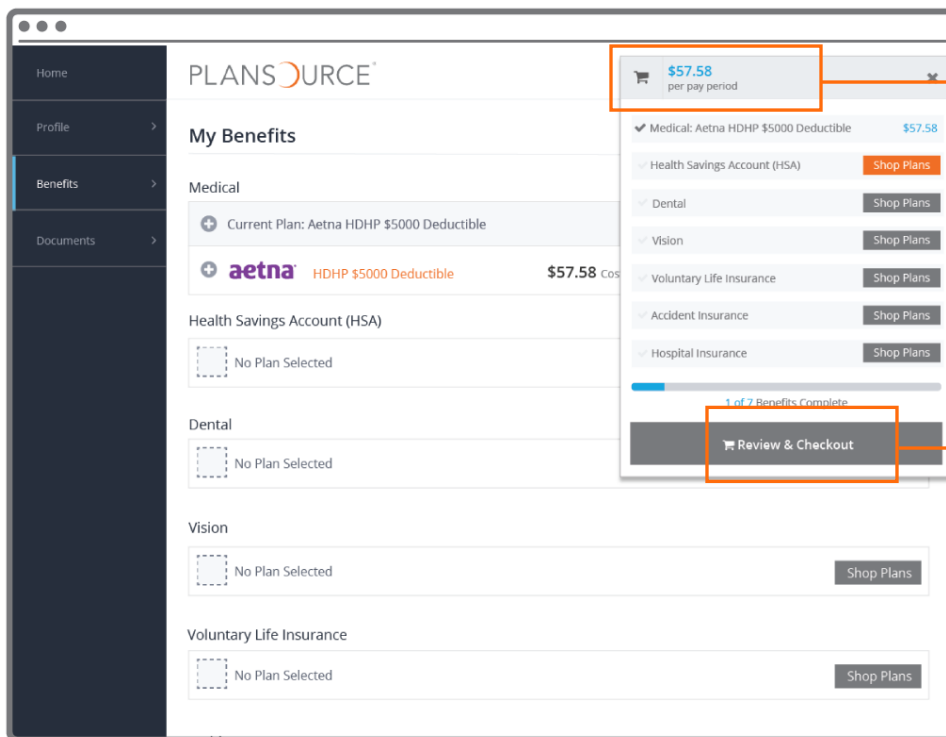 Home
Profile
Benefits
Documents
PLANSOURCE
My Benefits
Medical
Current Plan: Aetna HDHP $5000 Deductible
aetna HDHP $5000 Deductible $57.58
Health Savings Account (HSA)
No Plan Selected
Dental
No Plan Selected
Vision
No Plan Selected Shop Plans
Voluntary Life Insurance
No Plan Selected Shop Plans
$57.58
per pay period
Medical: Aetna HDHP $5000 Deductible $57.58
Health Savings Account (HSA) Shop Plans
Dental Shop Plans
Vision Shop Plans
Voluntary Life Insurance Shop Plans
Accident Insurance Shop Plans
Hospital Insurance Shop Plans
1 of 7 Benefits Complete
Review & Checkout